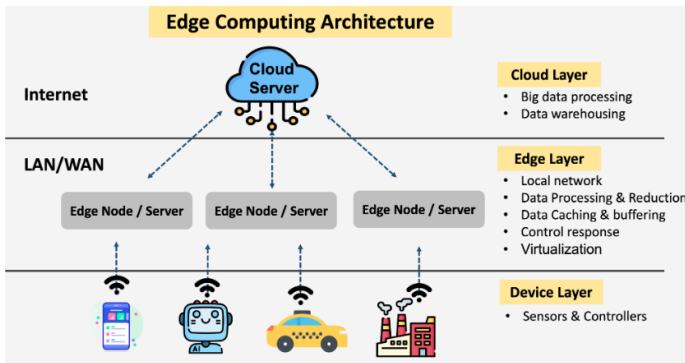 Edge Computing Architecture
Cloud
Server
Internet
Cloud Layer
• Big data processing
• Data warehousing
LAN/WAN
Edge Layer
• Local network
• Data Processing & Reduction
• Data Caching & buffering
• Control response
• Virtualization
Edge Node / Server
Edge Node / Server
Edge Node / Server
AI
Device Layer
• Sensors & Controllers